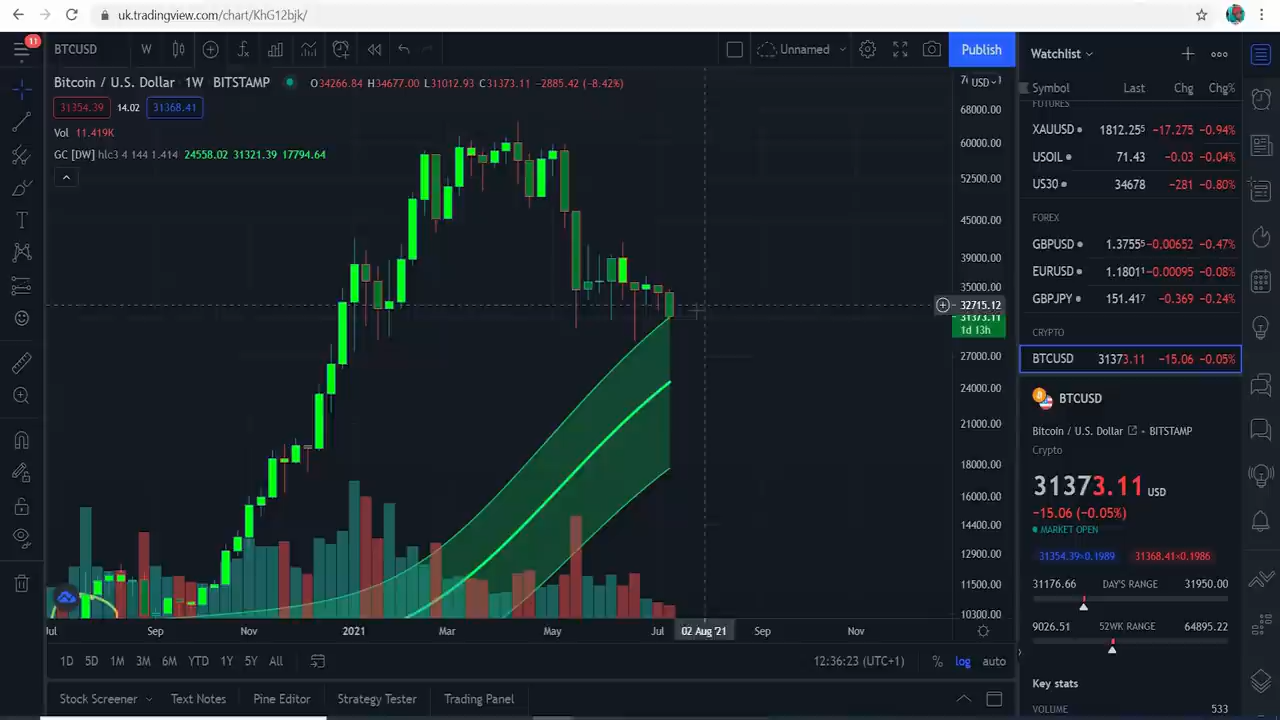 uk.tradingview.com/chart/KhG12bjk/
11
BTCUSD W Unnamed Publish
Bitcoin / U.S. Dollar 1W BITSTAMP O34266.84 H34677.00 L31012.93 C31373.11 −2885.42 (−8.42%)
31354.39 14.02 31368.41
Vol 11.419K
GC [DW] hlc3 4 144 1.414 24558.02 31321.39 17794.64
USD
68000.00
60000.00
52500.00
45000.00
39000.00
35000.00
32715.12
31373.11
1d 13h
27000.00
24000.00
21000.00
18000.00
16000.00
14400.00
12900.00
11500.00
10300.00
Jul Sep Nov 2021 Mar May Jul 02 Aug '21 Sep Nov
1D 5D 1M 3M 6M YTD 1Y 5Y All 12:36:23 (UTC+1) % log auto
Stock Screener Text Notes Pine Editor Strategy Tester Trading Panel
Watchlist
Symbol Last Chg Chg%
FUTURES
XAUUSD 1812.255 −17.275 −0.94%
USOIL 71.43 −0.03 −0.04%
US30 34678 −281 −0.80%
FOREX
GBPUSD 1.37555 −0.00652 −0.47%
EURUSD 1.18011 −0.00095 −0.08%
GBPJPY 151.417 −0.369 −0.24%
CRYPTO
BTCUSD 31373.11 −15.06 −0.05%
BTCUSD
Bitcoin / U.S. Dollar BITSTAMP
Crypto
31373.11 USD
−15.06 (−0.05%)
MARKET OPEN
31354.39×0.1989 31368.41×0.1986
31176.66 DAY'S RANGE 31950.00
9026.51 52WK RANGE 64895.22
Key stats
VOLUME 533